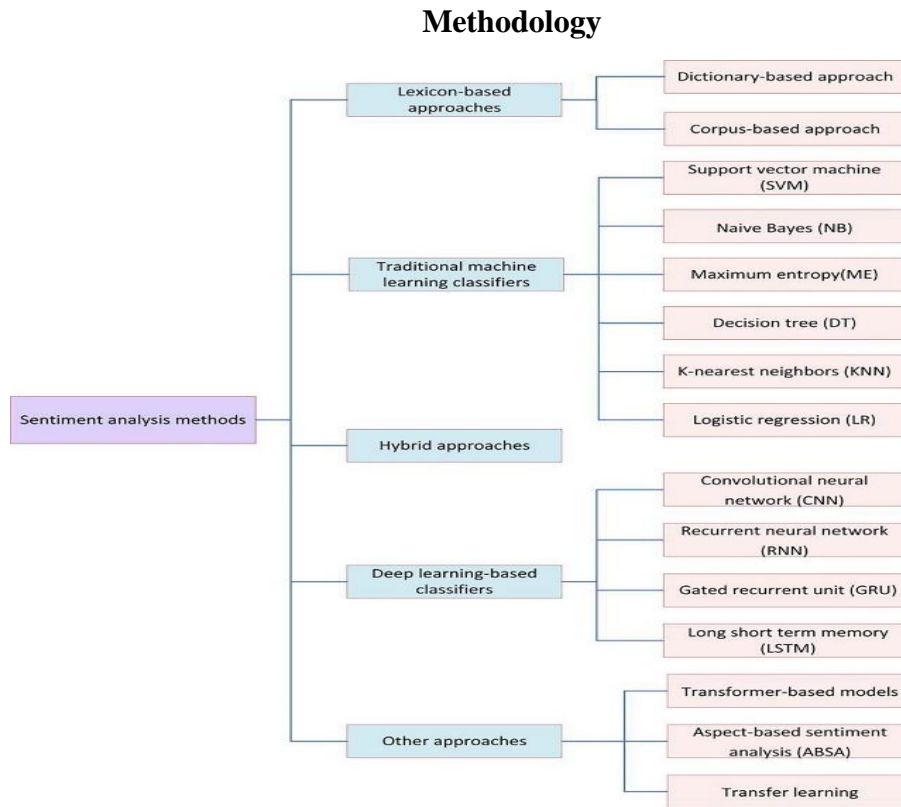 Methodology
Dictionary-based approach
Lexicon-based
approaches
Corpus-based approach
Support vector machine
(SVM)
Naive Bayes (NB)
Traditional machine
learning classifiers
Maximum entropy(ME)
Decision tree (DT)
K-nearest neighbors (KNN)
Sentiment analysis methods
Logistic regression (LR)
Hybrid approaches
Convolutional neural
network (CNN)
Recurrent neural network
(RNN)
Deep learning-based
classifiers
Gated recurrent unit (GRU)
Long short term memory
(LSTM)
Transformer-based models
Other approaches
Aspect-based sentiment
analysis (ABSA)
Transfer learning